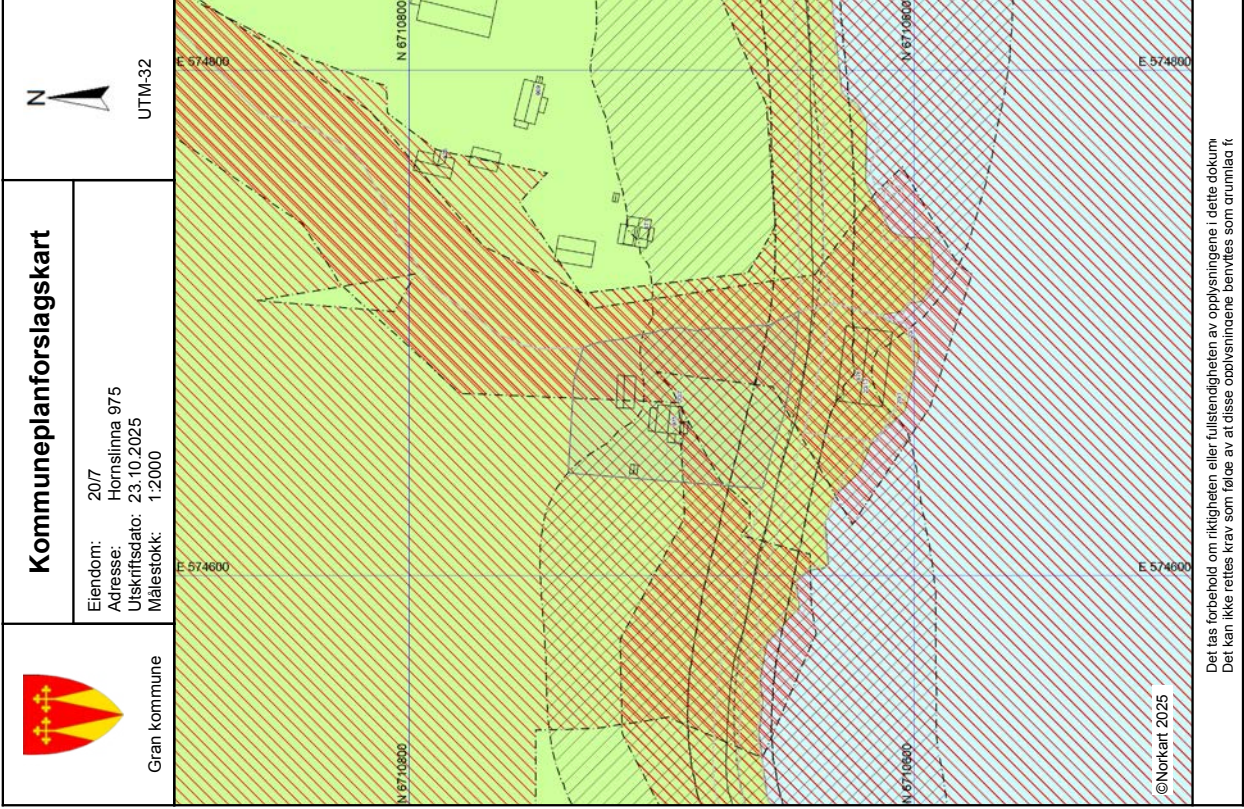 Gran kommune
Kommuneplanforslagskart
Eiendom: 20/7
Adresse: Hornslinna 975
Utskriftsdato: 23.10.2025
Målestokk: 1:2000
N
UTM-32
E 574800
E 574800
N 6710800
N 6710800
E 574600
E 574600
N 6710800
N 6710600
©Norkart 2025
Det tas forbehold om riktigheten eller fullstendigheten av opplysningene i dette dokum
Det kan ikke rettes krav som følge av at disse opplysningene benyttes som grunnlag fo